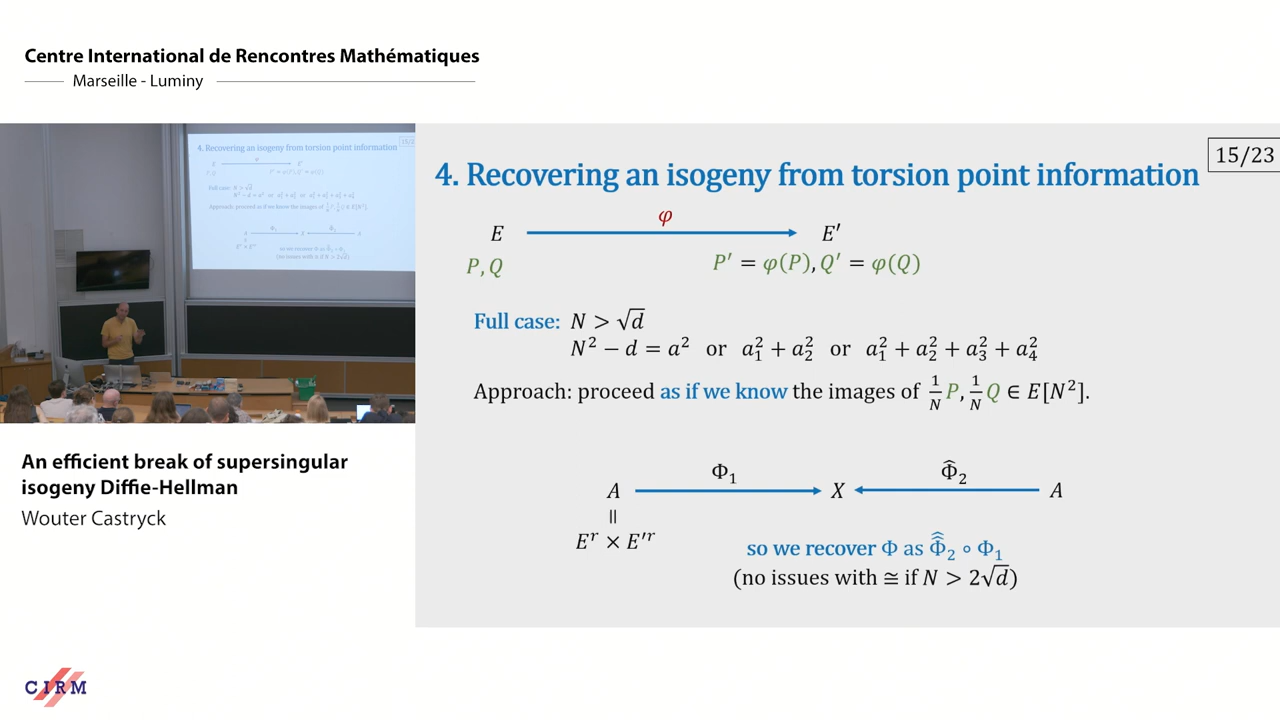 Centre International de Rencontres Mathématiques
Marseille - Luminy
15/23
4. Recovering an isogeny from torsion point information
φ
E E′
P, Q P′ = φ(P), Q′ = φ(Q)
Full case: N > √d
N² − d = a² or a₁² + a₂² or a₁² + a₂² + a₃² + a₄²
Approach: proceed as if we know the images of 1/N P, 1/N Q ∈ E[N²].
Φ₁ Φ̂₂
A X A
||
Eʳ × E′ʳ
so we recover Φ as Φ̂̂₂ ∘ Φ₁
(no issues with ≅ if N > 2√d)
An efficient break of supersingular
isogeny Diffie-Hellman
Wouter Castryck
CIRM